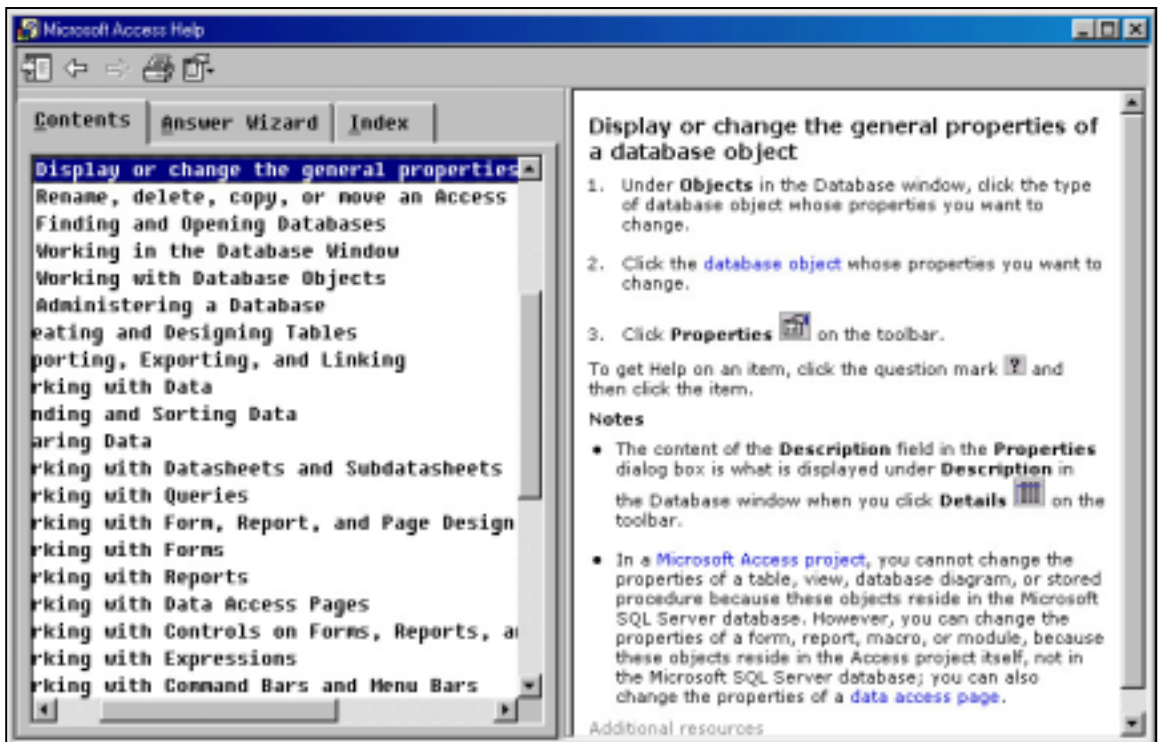 Microsoft Access Help
Contents
Answer Wizard
Index
Display or change the general properties
Rename, delete, copy, or move an Access
Finding and Opening Databases
Working in the Database Window
Working with Database Objects
Administering a Database
eating and Designing Tables
porting, Exporting, and Linking
rking with Data
nding and Sorting Data
aring Data
rking with Datasheets and Subdatasheets
rking with Queries
rking with Form, Report, and Page Design
rking with Forms
rking with Reports
rking with Data Access Pages
rking with Controls on Forms, Reports, a
rking with Expressions
rking with Command Bars and Menu Bars
Display or change the general properties of
a database object
1. Under Objects in the Database window, click the type
of database object whose properties you want to
change.
2. Click the database object whose properties you want to
change.
3. Click Properties on the toolbar.
To get Help on an item, click the question mark ? and
then click the item.
Notes
• The content of the Description field in the Properties
dialog box is what is displayed under Description in
the Database window when you click Details on the
toolbar.
• In a Microsoft Access project, you cannot change the
properties of a table, view, database diagram, or stored
procedure because these objects reside in the Microsoft
SQL Server database. However, you can change the
properties of a form, report, macro, or module, because
these objects reside in the Access project itself, not in
the Microsoft SQL Server database; you can also
change the properties of a data access page.
Additional resources